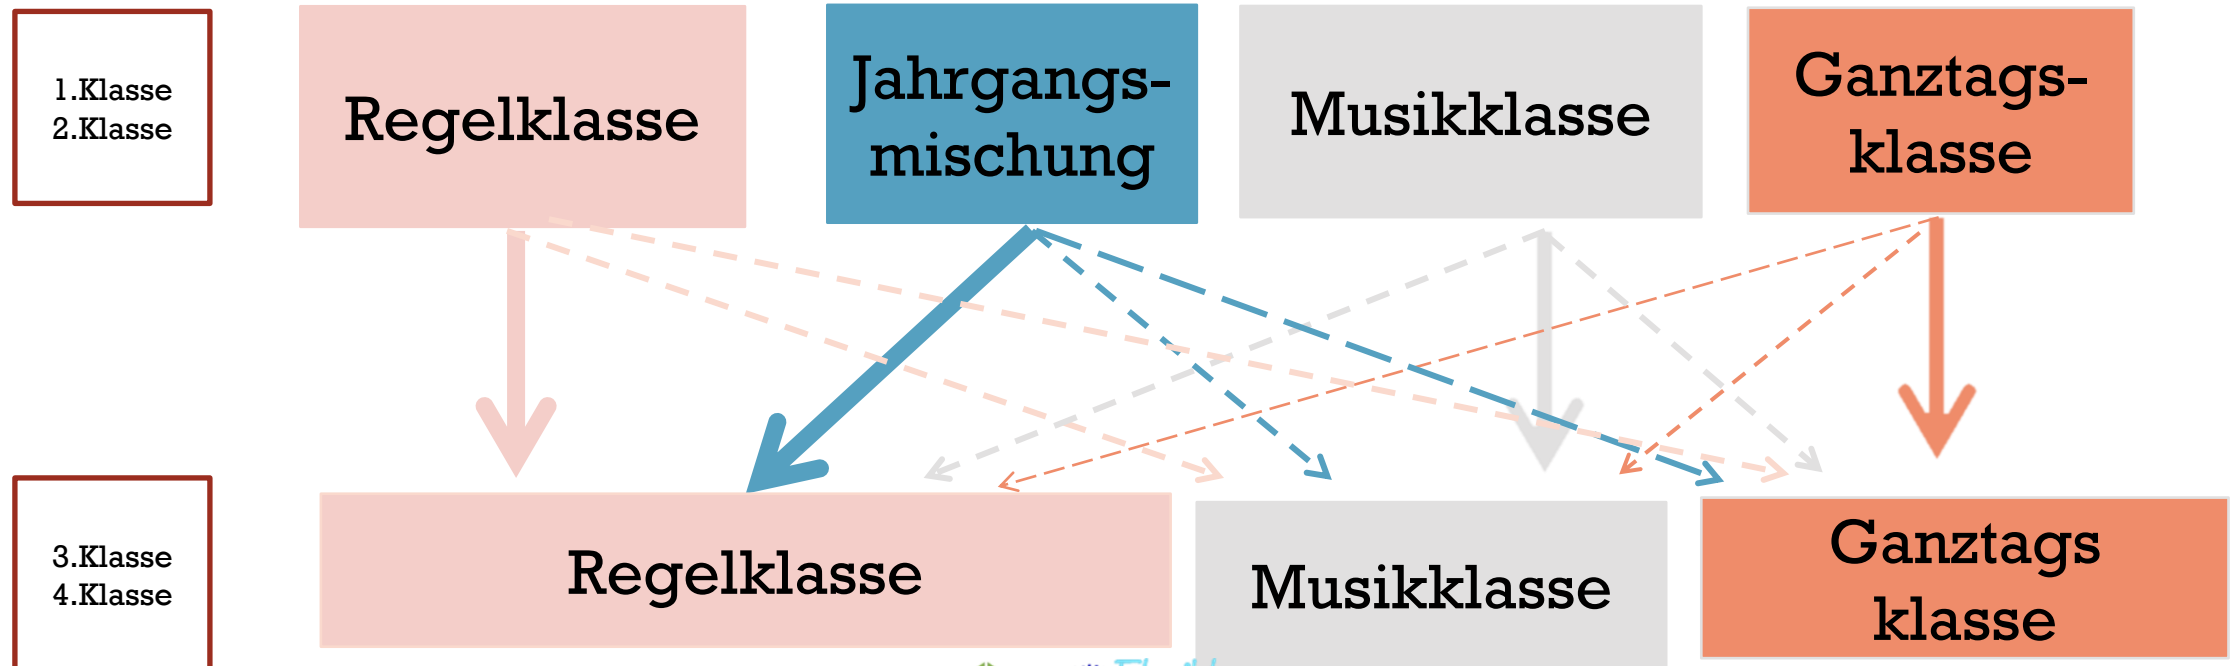 1.Klasse
2.Klasse
Regelklasse
Jahrgangs-
mischung
Musikklasse
Ganztags-
klasse
3.Klasse
4.Klasse
Regelklasse
Musikklasse
Ganztags
klasse